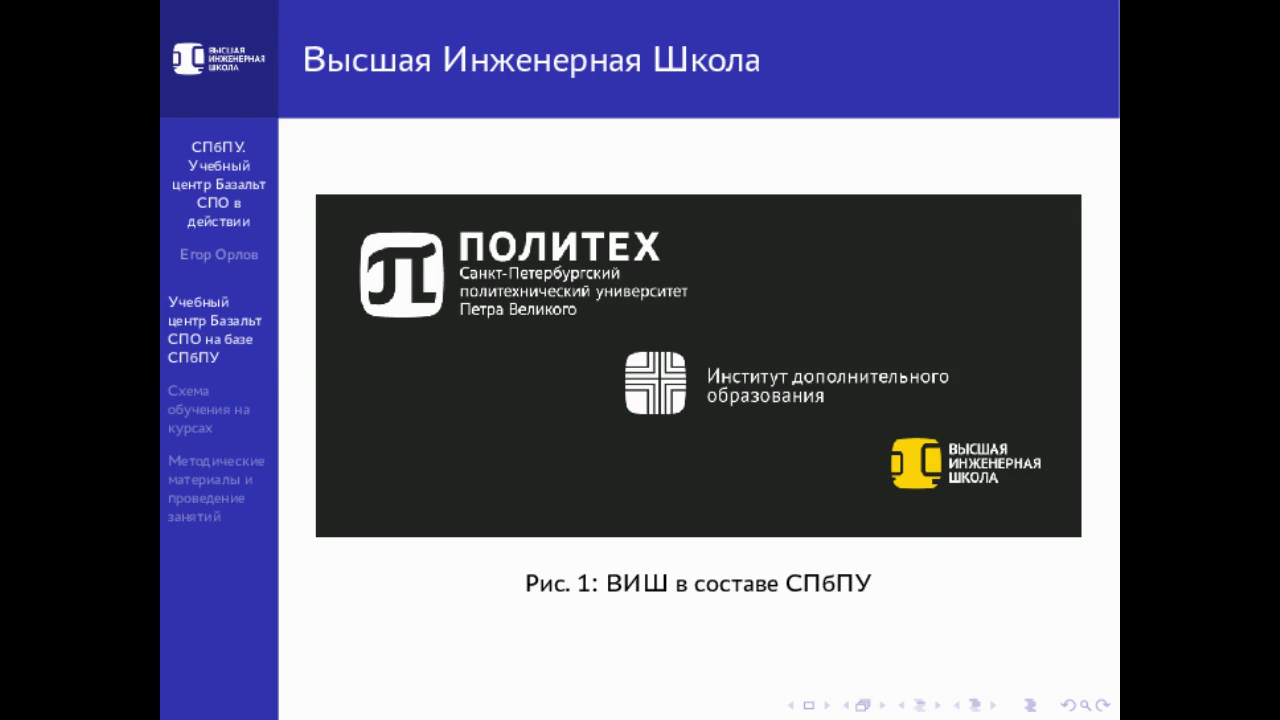 ВЫСШАЯ
ИНЖЕНЕРНАЯ
ШКОЛА
Высшая Инженерная Школа
СПбПУ.
Учебный
центр Базальт
СПО в
действии
Егор Орлов
Учебный
центр Базальт
СПО на базе
СПбПУ
Схема
обучения на
курсах
Методические
материалы и
проведение
занятий
ПОЛИТЕХ
Санкт-Петербургский
политехнический университет
Петра Великого
Институт дополнительного
образования
ВЫСШАЯ
ИНЖЕНЕРНАЯ
ШКОЛА
Рис. 1: ВИШ в составе СПбПУ